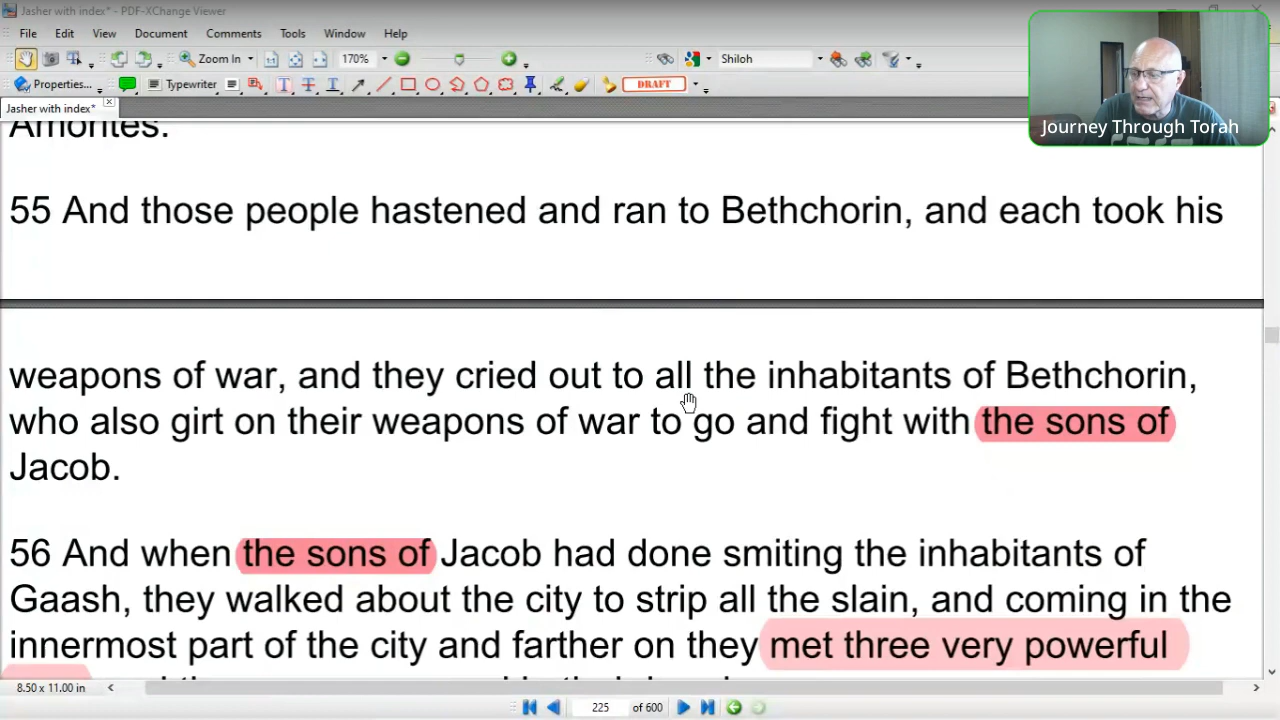 Jasher with index* - PDF-XChange Viewer
File Edit View Document Comments Tools Window Help
Zoom In 170% Shiloh
Properties... Typewriter DRAFT
Jasher with index*
Journey Through Torah
Amorites.
55 And those people hastened and ran to Bethchorin, and each took his
weapons of war, and they cried out to all the inhabitants of Bethchorin,
who also girt on their weapons of war to go and fight with the sons of
Jacob.
56 And when the sons of Jacob had done smiting the inhabitants of
Gaash, they walked about the city to strip all the slain, and coming in the
innermost part of the city and farther on they met three very powerful
8.50 x 11.00 in 225 of 600